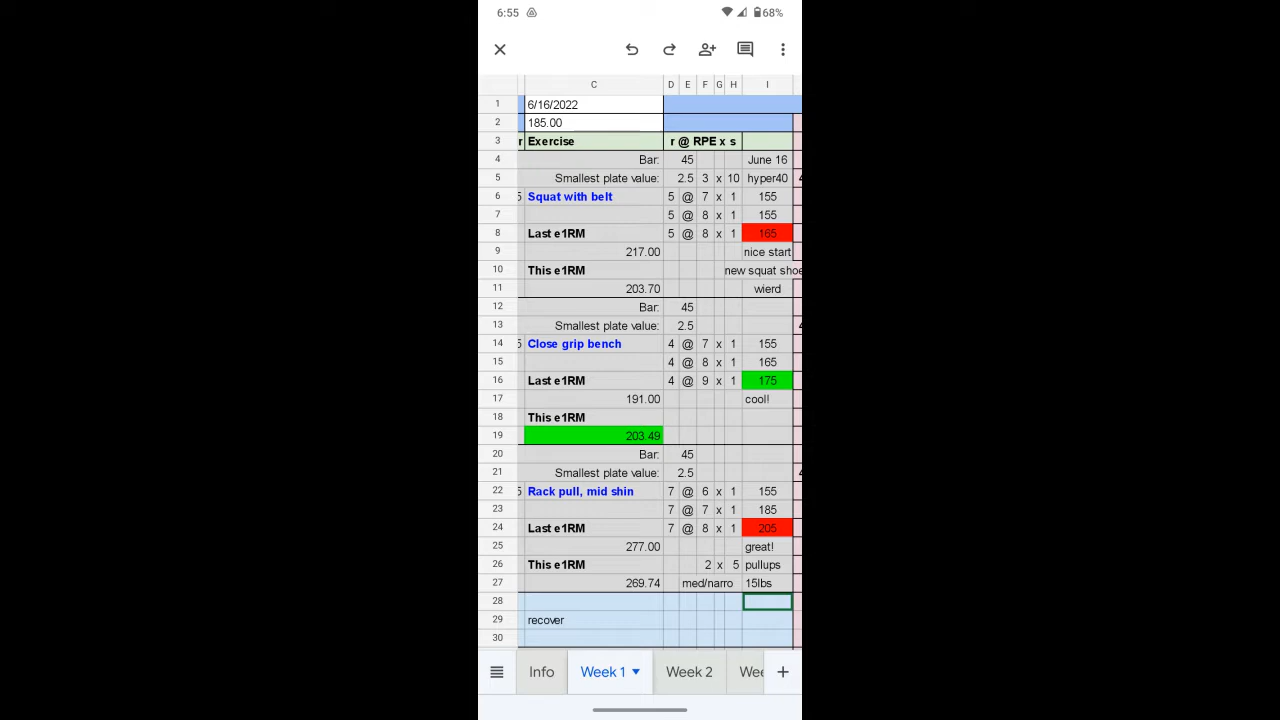 6:55 68%
C D E F G H I
1 6/16/2022
2 185.00
3 r Exercise r @ RPE x s
4 Bar: 45 June 16
5 Smallest plate value: 2.5 3 x 10 hyper40
6 5 Squat with belt 5 @ 7 x 1 155
7 5 @ 8 x 1 155
8 Last e1RM 5 @ 8 x 1 165
9 217.00 nice start
10 This e1RM new squat shoe
11 203.70 wierd
12 Bar: 45
13 Smallest plate value: 2.5
14 5 Close grip bench 4 @ 7 x 1 155
15 4 @ 8 x 1 165
16 Last e1RM 4 @ 9 x 1 175
17 191.00 cool!
18 This e1RM
19 203.49
20 Bar: 45
21 Smallest plate value: 2.5
22 5 Rack pull, mid shin 7 @ 6 x 1 155
23 7 @ 7 x 1 185
24 Last e1RM 7 @ 8 x 1 205
25 277.00 great!
26 This e1RM 2 x 5 pullups
27 269.74 med/narro 15lbs
28
29 recover
30
Info Week 1 Week 2 Wee